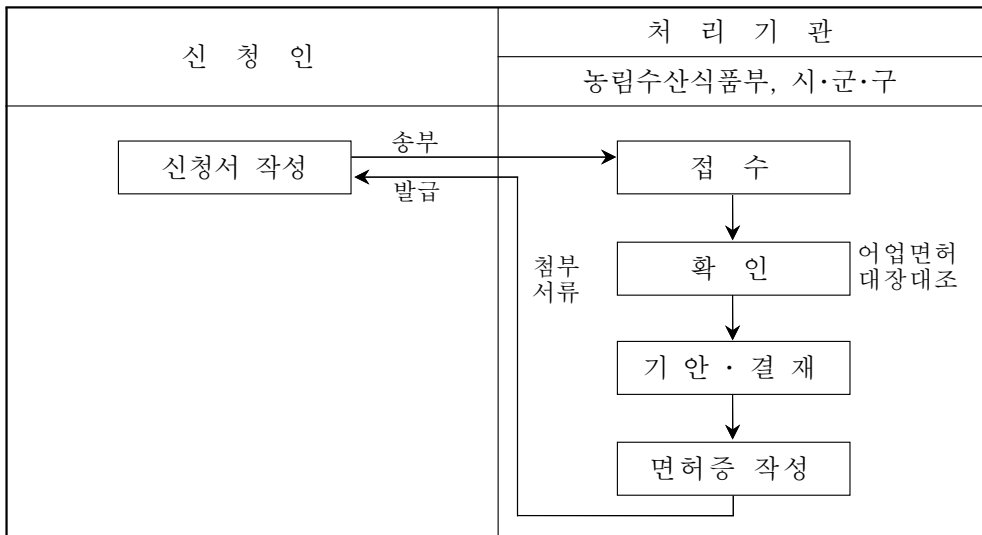 신 청 인
처 리 기 관
농림수산식품부, 시·군·구
신청서 작성
송부
발급
접 수
첨부
서류
확 인
어업면허
대장대조
기 안 · 결 재
면허증 작성